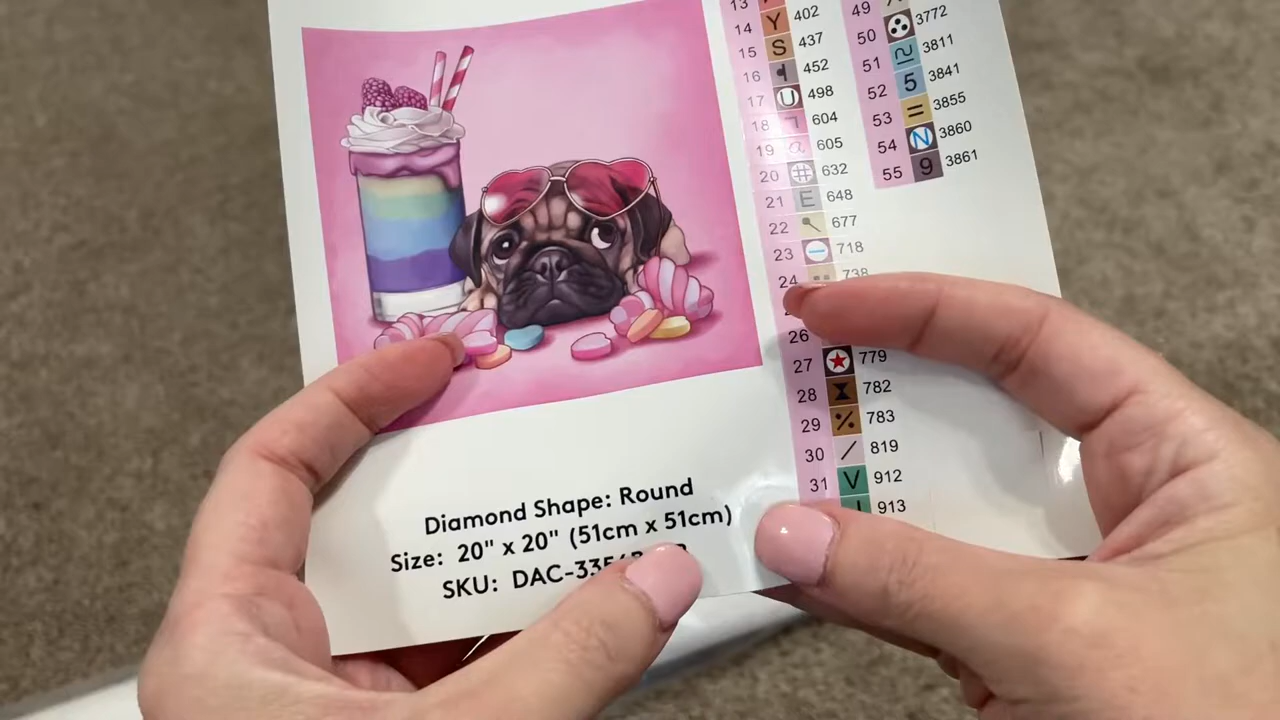 13
14 Y 402
15 S 437
16 452
17 U 498
18 604
19 a 605
20 # 632
21 E 648
22 677
23 718
24 738
26
27 779
28 782
29 783
30 / 819
31 V 912
913
49
50 3772
51 3811
52 5 3841
53 = 3855
54 N 3860
55 9 3861
Diamond Shape: Round
Size: 20" x 20" (51cm x 51cm)
SKU: